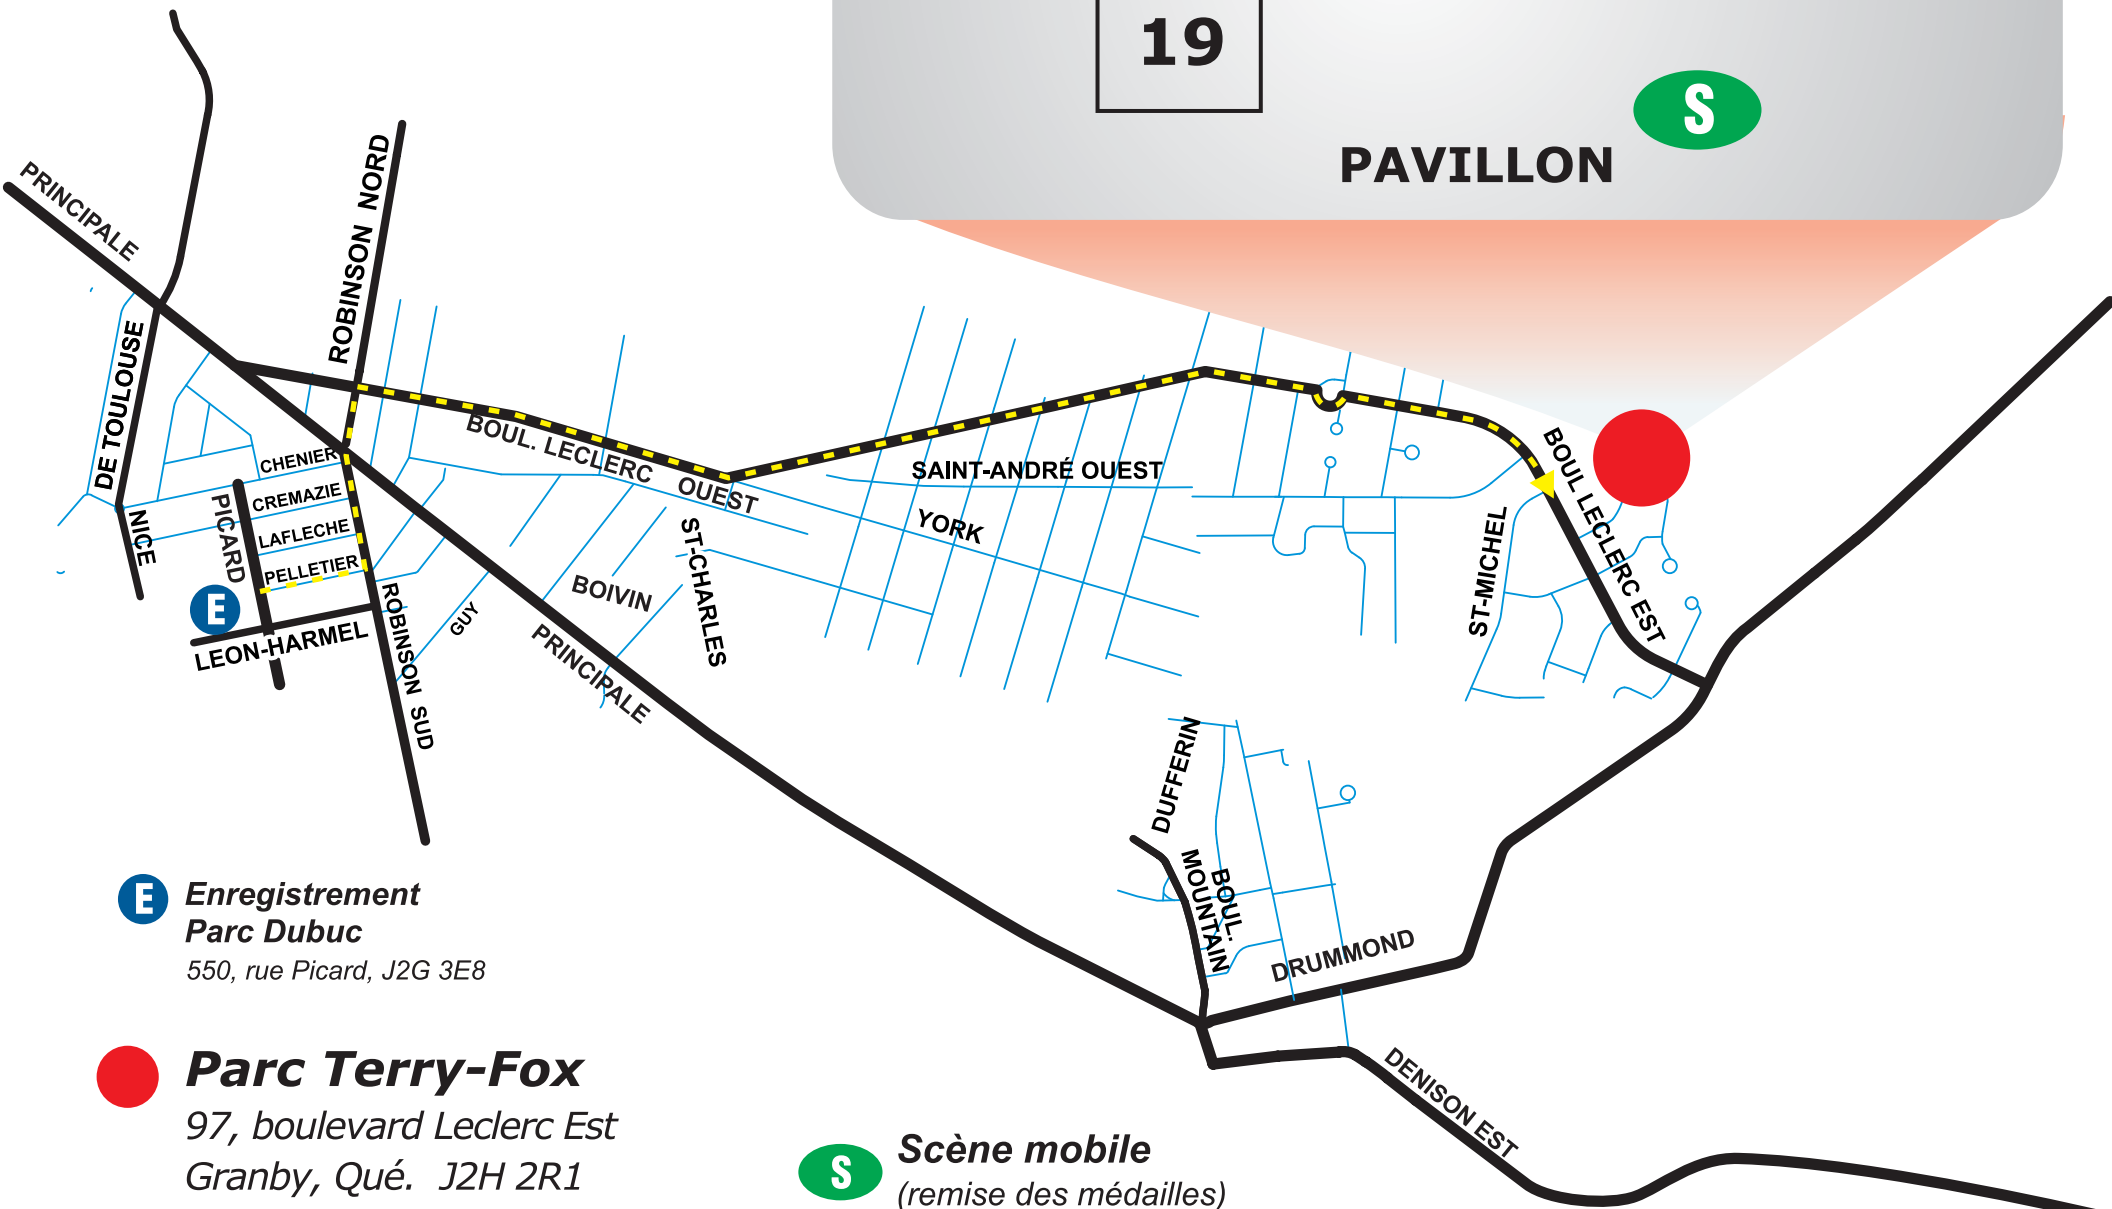 19
S
PAVILLON
PRINCIPALE
ROBINSON NORD
DE TOULOUSE
NICE
CHENIER
CREMAZIE
LAFLECHE
PELLETIER
PICARD
E
LEON-HARMEL
ROBINSON SUD
GUY
BOUL. LECLERC OUEST
BOIVIN
ST-CHARLES
PRINCIPALE
SAINT-ANDRÉ OUEST
YORK
BOUL LECLERC EST
ST-MICHEL
DUFFERIN
BOUL.
MOUNTAIN
DRUMMOND
DENISON EST
E
Enregistrement
Parc Dubuc
550, rue Picard, J2G 3E8
Parc Terry-Fox
97, boulevard Leclerc Est
Granby, Qué. J2H 2R1
S
Scène mobile
(remise des médailles)